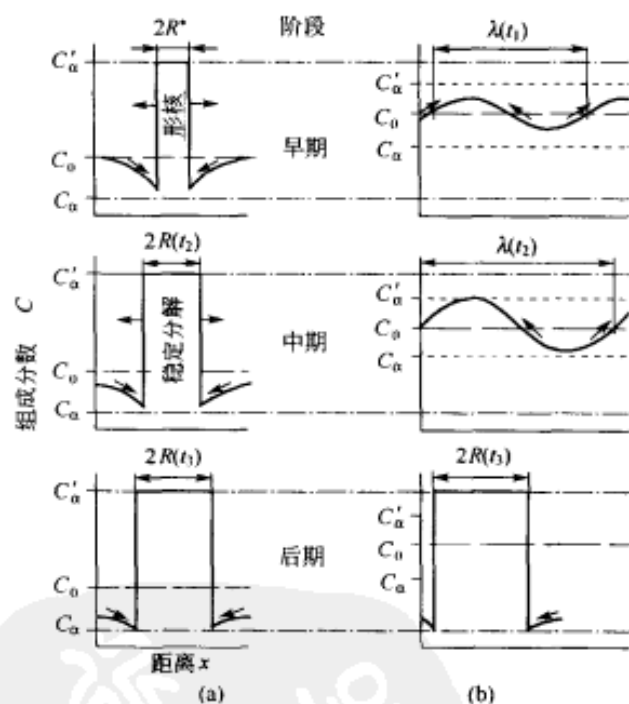 2R* 阶段 λ(t₁)
C'α C'α
形核
C₀ 早期 C₀
Cα Cα
2R(t₂) λ(t₂)
C'α C'α
稳定分解
中期
C₀ C₀
Cα Cα
组成分数 C
2R(t₃) 2R(t₃)
C'α C'α
后期
C₀ C₀
Cα Cα
距离 x
(a) (b)